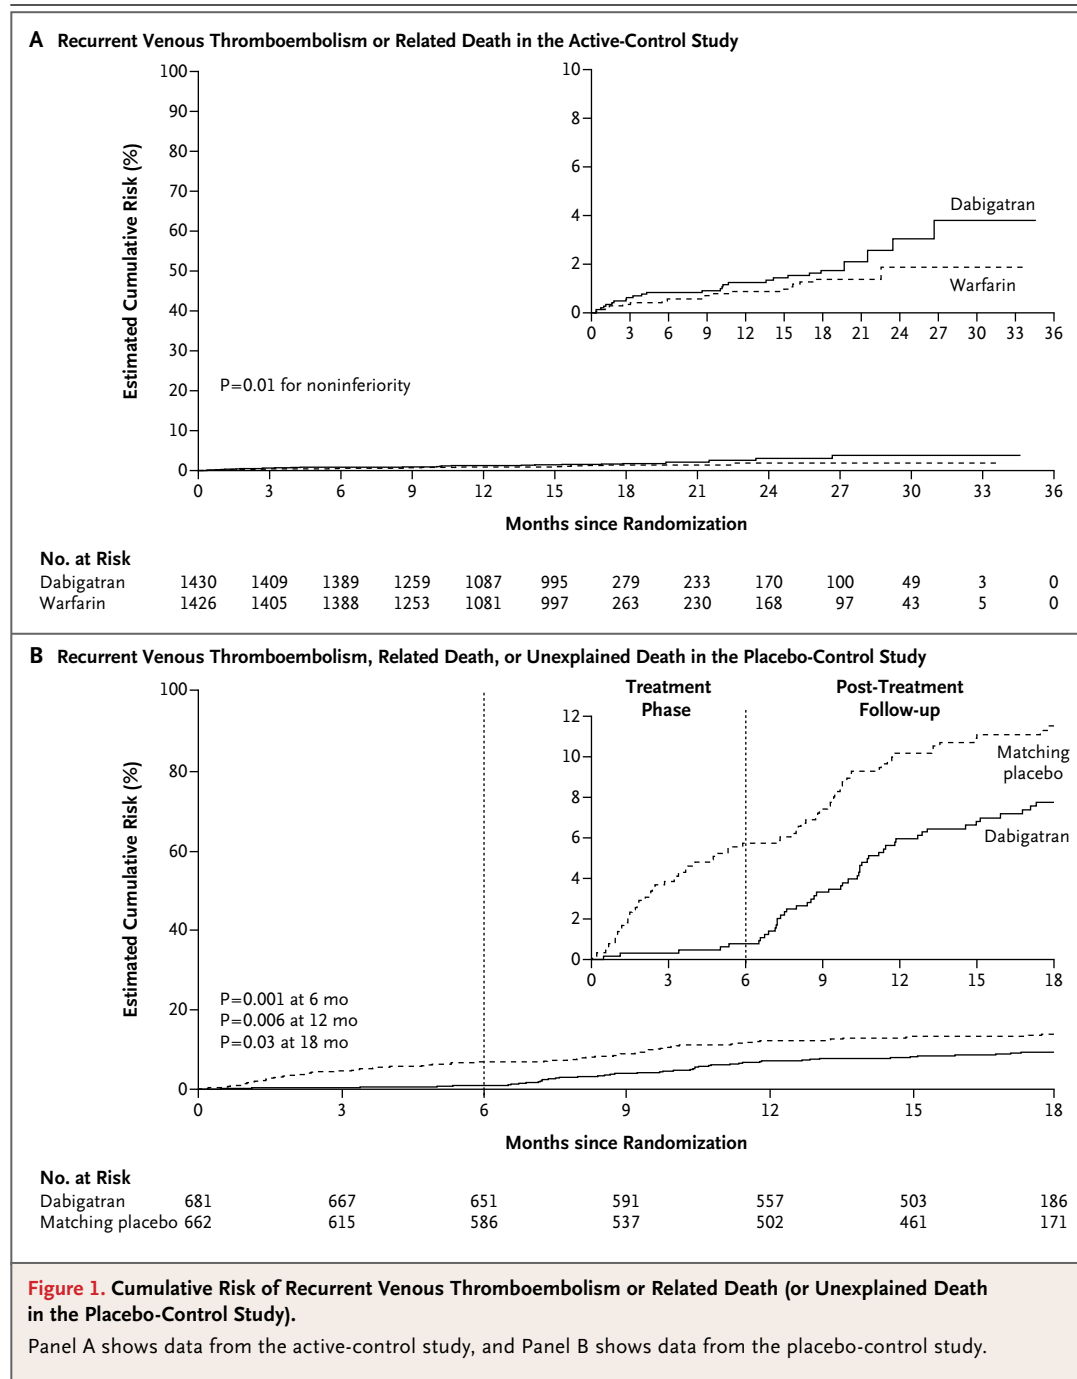 A Recurrent Venous Thromboembolism or Related Death in the Active-Control Study
Estimated Cumulative Risk (%)
100
90
80
70
60
50
40
30
20
10
0
P=0.01 for noninferiority
10
8
6
4
2
0
Dabigatran
Warfarin
0 3 6 9 12 15 18 21 24 27 30 33 36
0 3 6 9 12 15 18 21 24 27 30 33 36
Months since Randomization
No. at Risk
Dabigatran 1430 1409 1389 1259 1087 995 279 233 170 100 49 3 0
Warfarin 1426 1405 1388 1253 1081 997 263 230 168 97 43 5 0
B Recurrent Venous Thromboembolism, Related Death, or Unexplained Death in the Placebo-Control Study
Estimated Cumulative Risk (%)
100
80
60
40
20
0
P=0.001 at 6 mo
P=0.006 at 12 mo
P=0.03 at 18 mo
Treatment
Phase
Post-Treatment
Follow-up
12
10
8
6
4
2
0
Matching
placebo
Dabigatran
0 3 6 9 12 15 18
0 3 6 9 12 15 18
Months since Randomization
No. at Risk
Dabigatran 681 667 651 591 557 503 186
Matching placebo 662 615 586 537 502 461 171
Figure 1. Cumulative Risk of Recurrent Venous Thromboembolism or Related Death (or Unexplained Death
in the Placebo-Control Study).
Panel A shows data from the active-control study, and Panel B shows data from the placebo-control study.